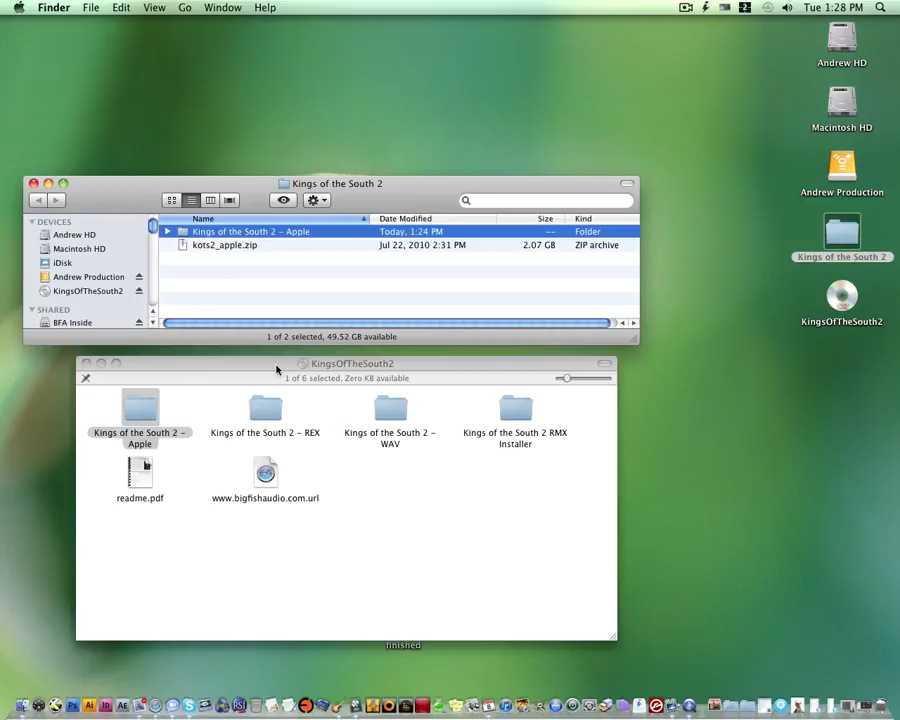 Finder File Edit View Go Window Help
2 Tue 1:28 PM
Andrew HD
Macintosh HD
Andrew Production
Kings of the South 2
KingsOfTheSouth2
Kings of the South 2
Name Date Modified Size Kind
Kings of the South 2 - Apple Today, 1:24 PM -- Folder
kots2_apple.zip Jul 22, 2010 2:31 PM 2.07 GB ZIP archive
DEVICES
Andrew HD
Macintosh HD
iDisk
Andrew Production
KingsOfTheSouth2
SHARED
BFA Inside
1 of 2 selected, 49.52 GB available
KingsOfTheSouth2
1 of 6 selected, Zero KB available
Kings of the South 2 -
Apple
Kings of the South 2 - REX
Kings of the South 2 -
WAV
Kings of the South 2 RMX
Installer
readme.pdf
www.bigfishaudio.com.url
finished
Ps Ai Id AE